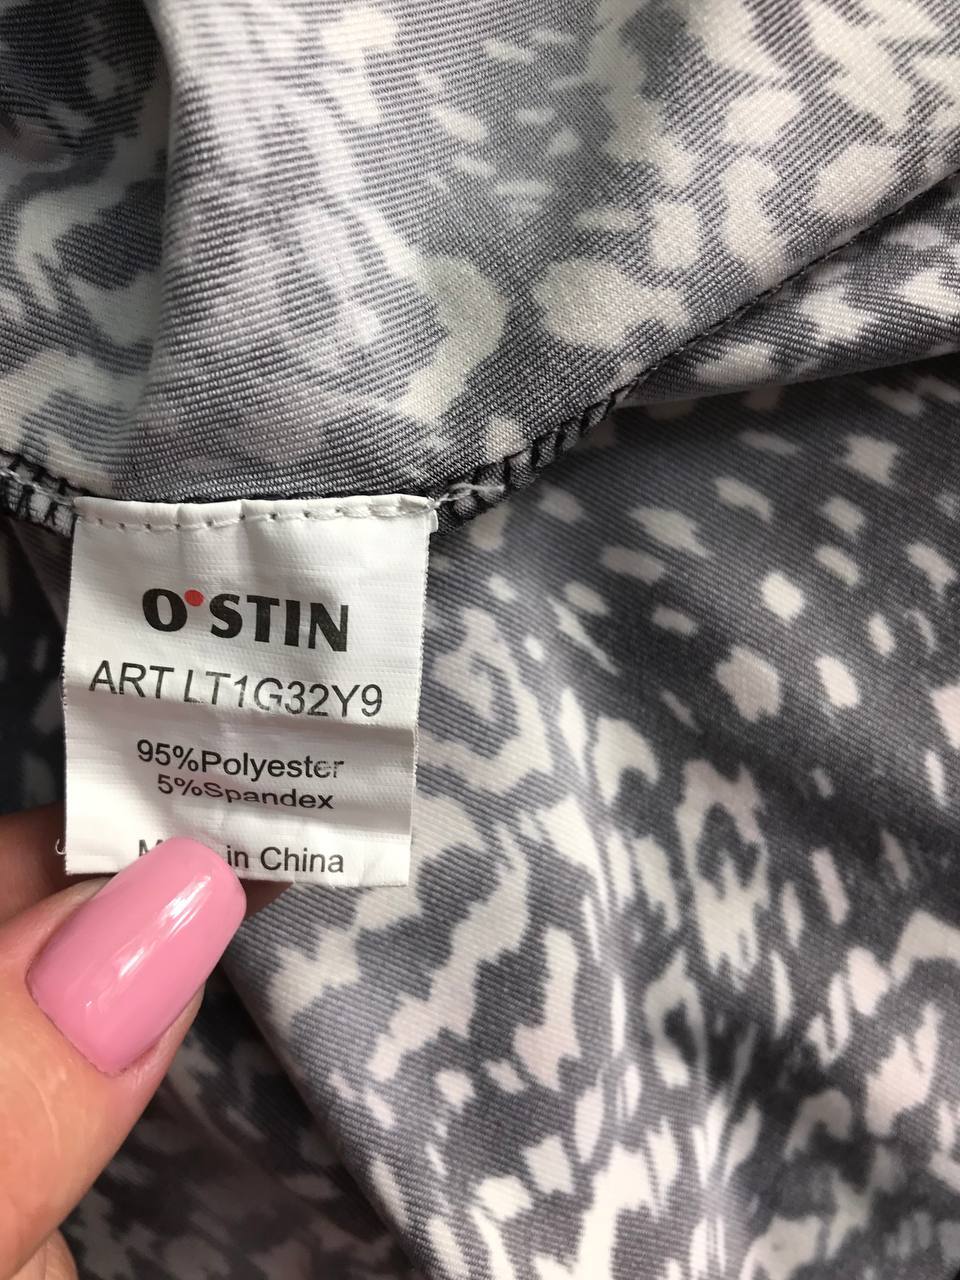 O'STIN
ART LT1G32Y9
95%Polyester
5%Spandex
in China